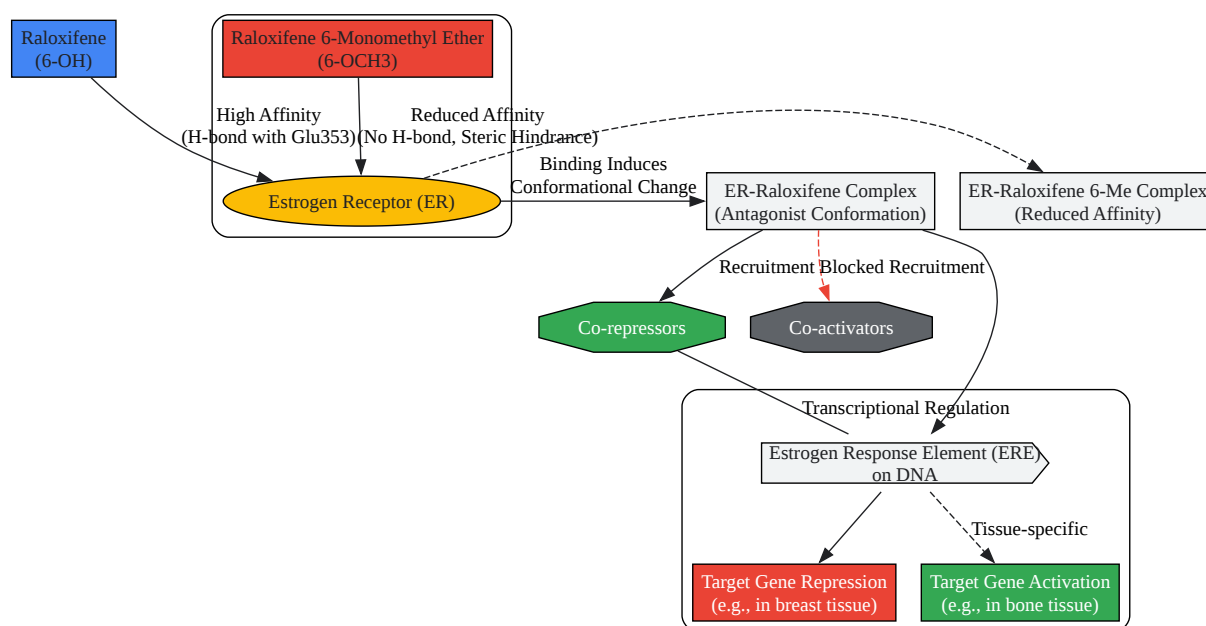 Raloxifene
(6-OH)
Raloxifene 6-Monomethyl Ether
(6-OCH3)
High Affinity
(H-bond with Glu353)
Reduced Affinity
(No H-bond, Steric Hindrance)
Binding Induces
Conformational Change
Estrogen Receptor (ER)
ER-Raloxifene Complex
(Antagonist Conformation)
ER-Raloxifene 6-Me Complex
(Reduced Affinity)
Recruitment
Blocked Recruitment
Co-repressors
Co-activators
Transcriptional Regulation
Estrogen Response Element (ERE)
on DNA
Tissue-specific
Target Gene Repression
(e.g., in breast tissue)
Target Gene Activation
(e.g., in bone tissue)